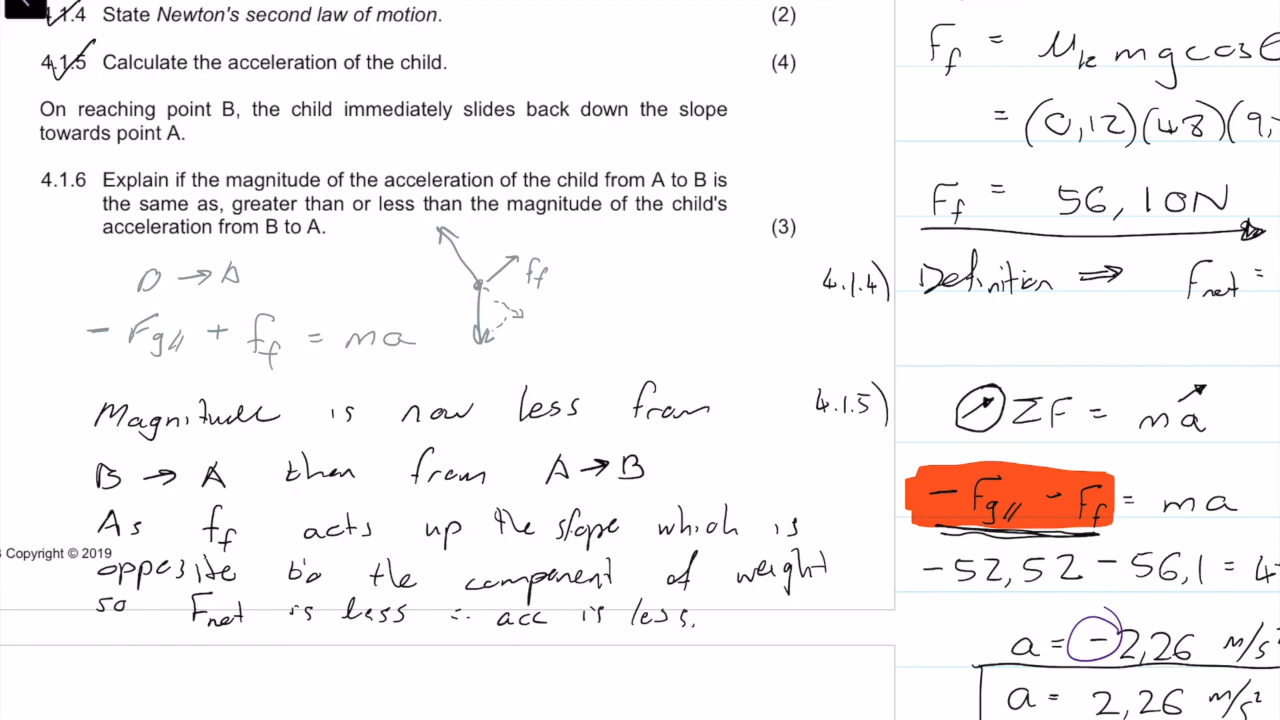 4.1.4 State Newton's second law of motion. (2)
4.1.5 Calculate the acceleration of the child. (4)
On reaching point B, the child immediately slides back down the slope
towards point A.
4.1.6 Explain if the magnitude of the acceleration of the child from A to B is
the same as, greater than or less than the magnitude of the child's
acceleration from B to A. (3)
→ A
ff
- Fg// + ff = ma
Magnitude is now less from
B → A then from A → B
As ff acts up the slope which is
Copyright © 2019
opposite to the component of weight
so Fnet is less ∴ acc is less.
Ff = μk mg cos
= (0,12)(48)(9,
Ff = 56,10N
4.1.4) Definition ⇒ Fnet =
4.1.5) ΣF = ma
- Fg// - Ff = ma
-52,52 - 56,1 = 4
a = -2,26 m/s²
a = 2,26 m/s²